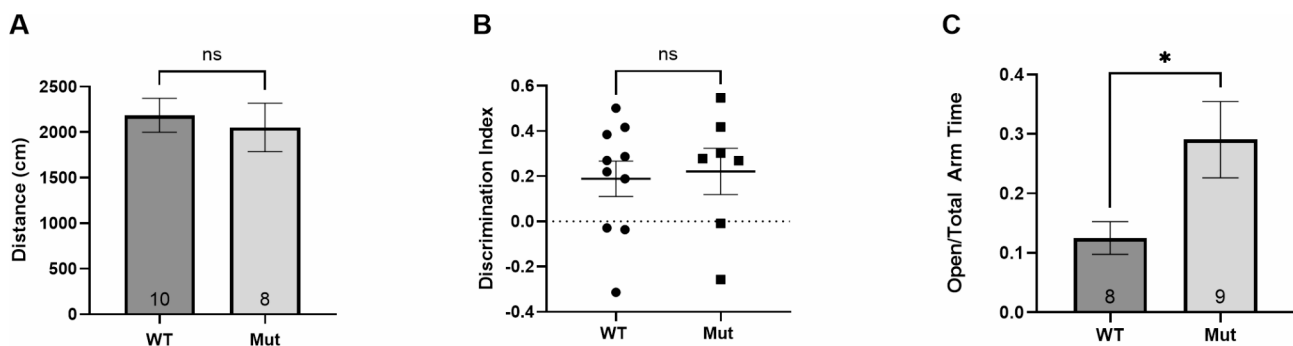 A
ns
Distance (cm)
2500
2000
1500
1000
500
0
10
8
WT
Mut
B
ns
Discrimination Index
0.6
0.4
0.2
0.0
-0.2
-0.4
WT
Mut
C
*
Open/Total Arm Time
0.4
0.3
0.2
0.1
0.0
8
9
WT
Mut